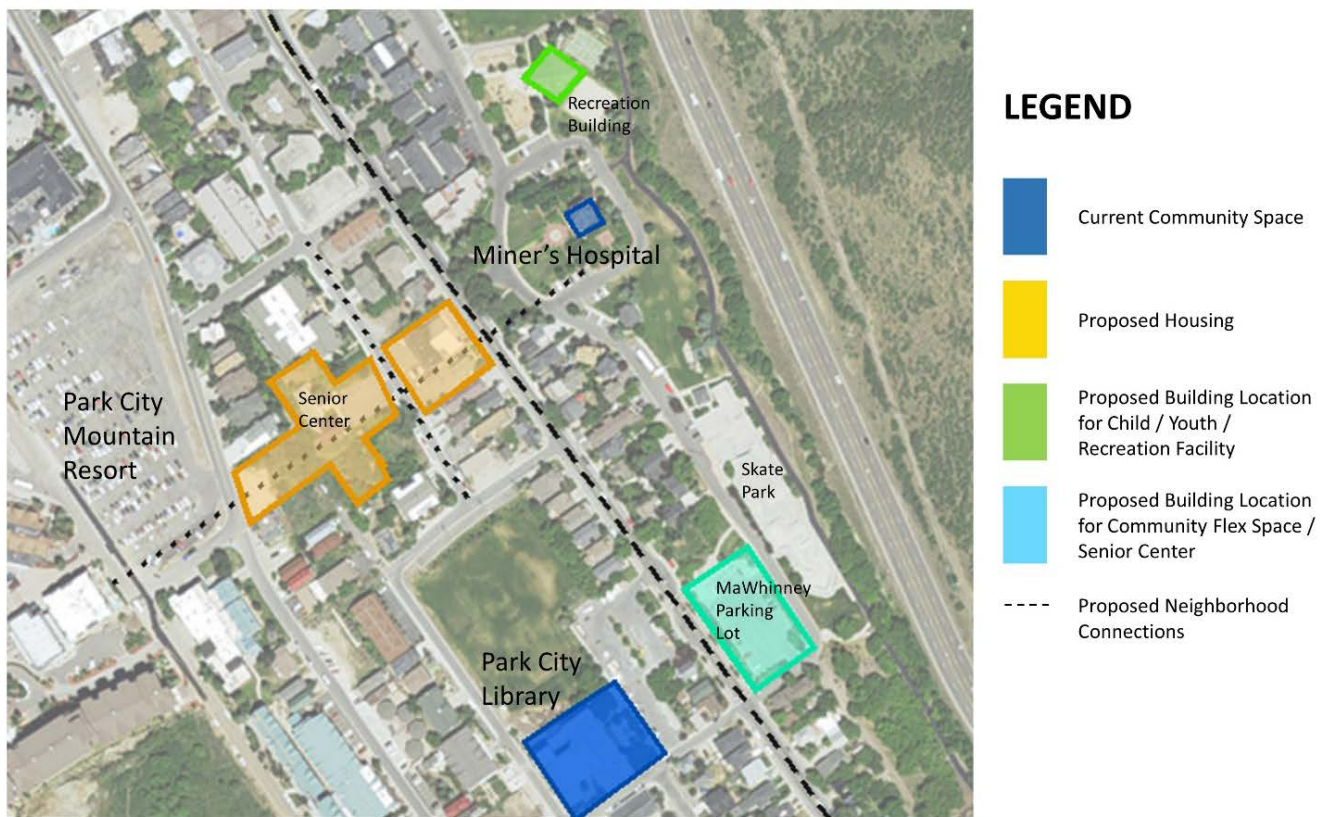 Recreation
Building
Miner's Hospital
Senior
Center
Park City
Mountain
Resort
Skate
Park
MaWhinney
Parking
Lot
Park City
Library
LEGEND
Current Community Space
Proposed Housing
Proposed Building Location
for Child / Youth /
Recreation Facility
Proposed Building Location
for Community Flex Space /
Senior Center
Proposed Neighborhood
Connections